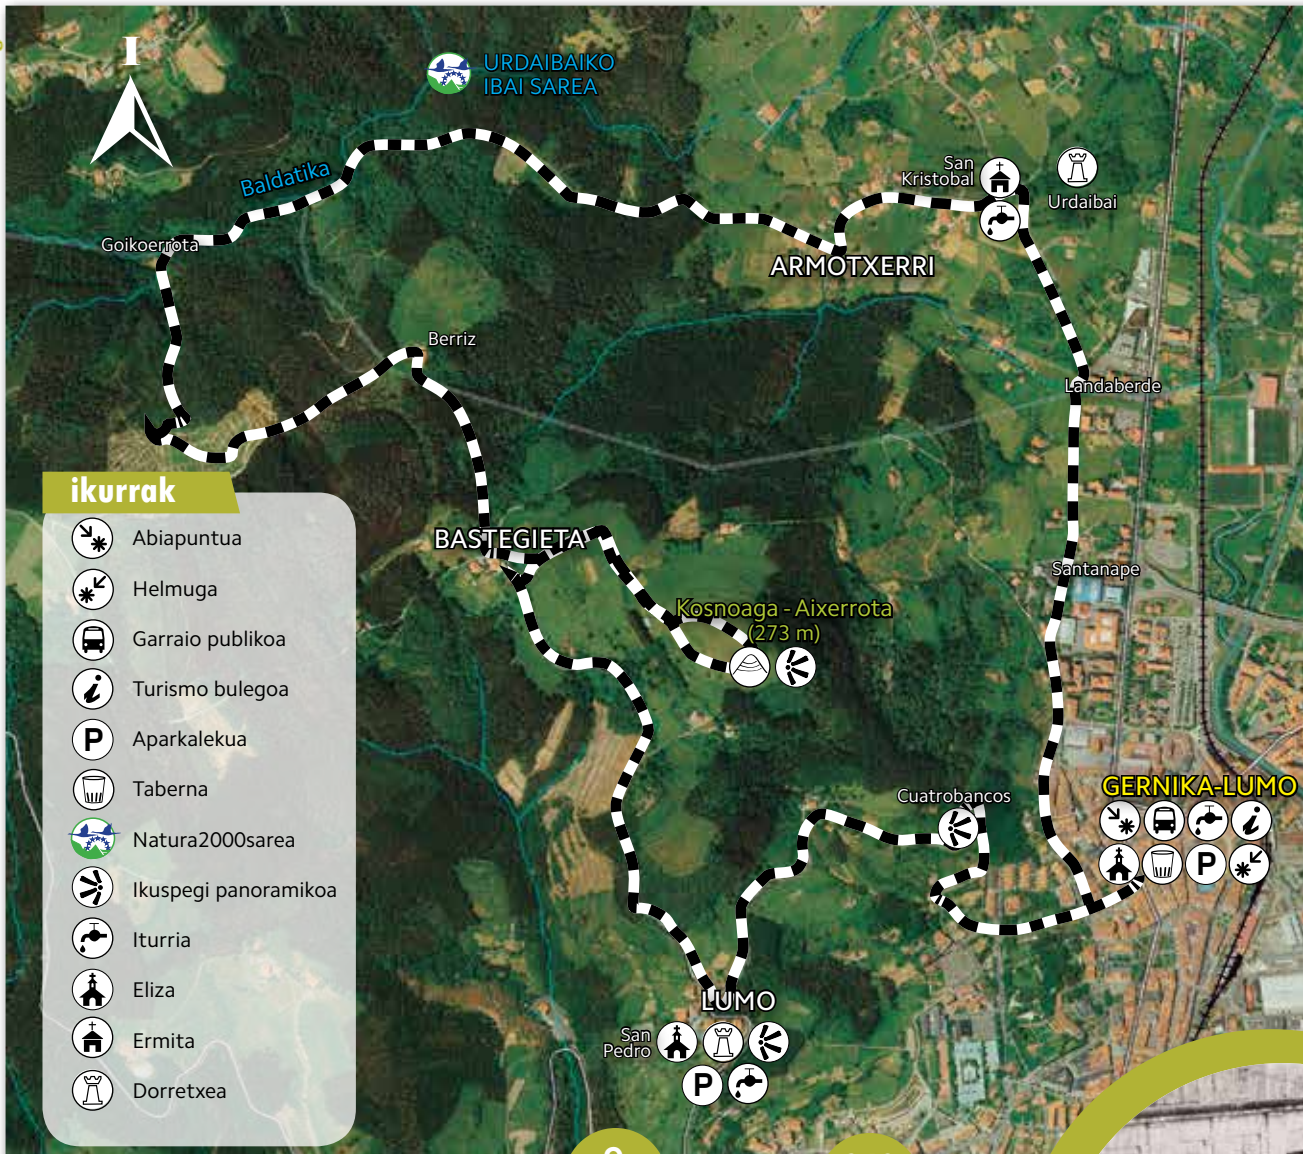 I
URDAIBAIKO
IBAI SAREA
Baldatika
San
Kristobal
Urdaibai
Goikoerrota
ARMOTXERRI
Berriz
Landaberde
ikurrak
Abiapuntua
Helmuga
Garraio publikoa
Turismo bulegoa
P Aparkalekua
Taberna
Natura2000sarea
Ikuspegi panoramikoa
Iturria
Eliza
Ermita
Dorretxea
BASTEGIETA
Santanape
Kosnoaga - Aixerrota
(273 m)
GERNIKA-LUMO
P
Cuatrobancos
LUMO
San
Pedro
P